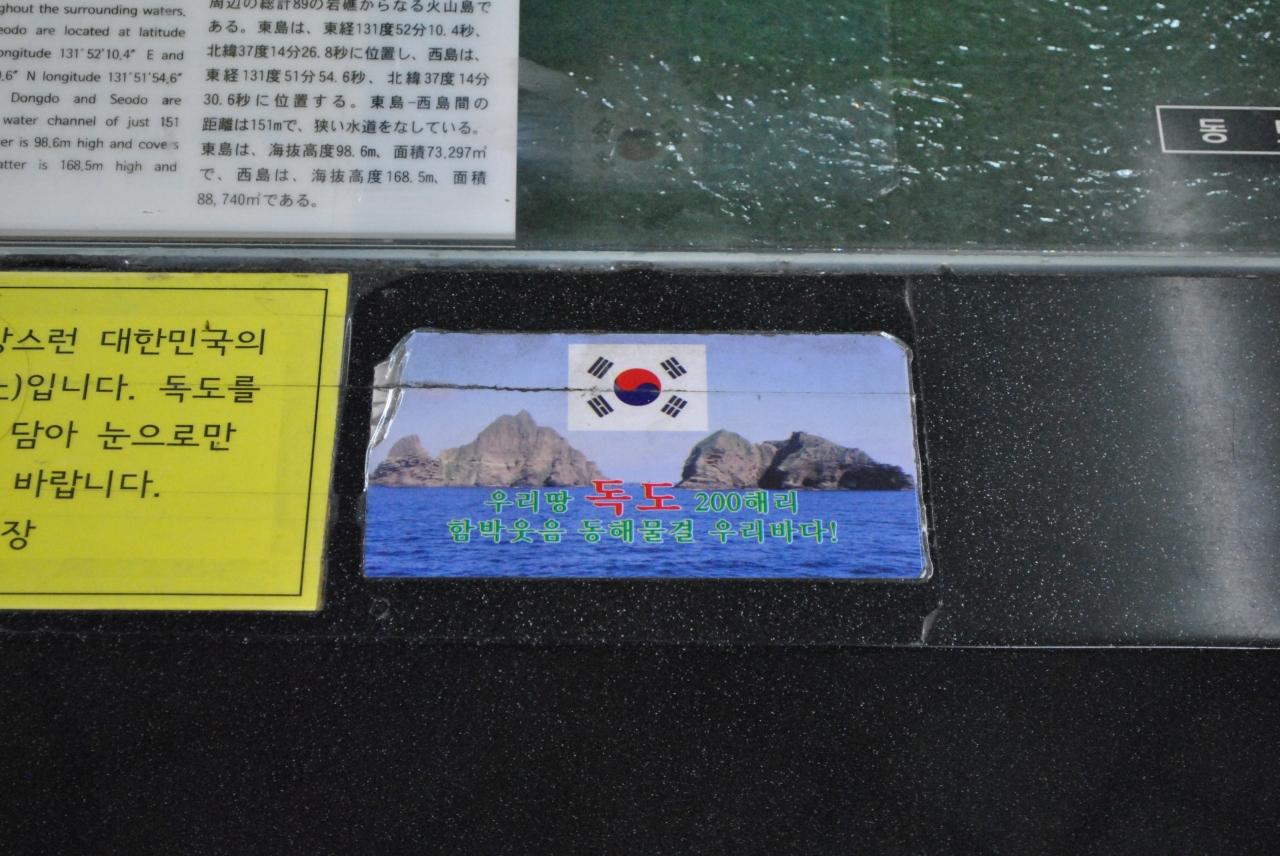 ghout the surrounding waters.
eodo are located at latitude
ongitude 131°52'10.4" E and
0.6" N longitude 131°51'54.6"
Dongdo and Seodo are
water channel of just 151
er is 98.6m high and cove s
atter is 168.5m high and
周辺の総計89の岩礁からなる火山島で
ある。東島は、東経131度52分10.4秒、
北緯37度14分26.8秒に位置し、西島は、
東経131度51分54.6秒、北緯37度14分
30.6秒に位置する。東島-西島間の
距離は151mで、狭い水道をなしている。
東島は、海抜高度98.6m、面積73,297㎡
で、西島は、海抜高度168.5m、面積
88,740㎡である。
동
스런 대한민국의
)입니다. 독도를
담아 눈으로만
바랍니다.
장
우리땅 독도 200해리
함박웃음 동해물결 우리바다!